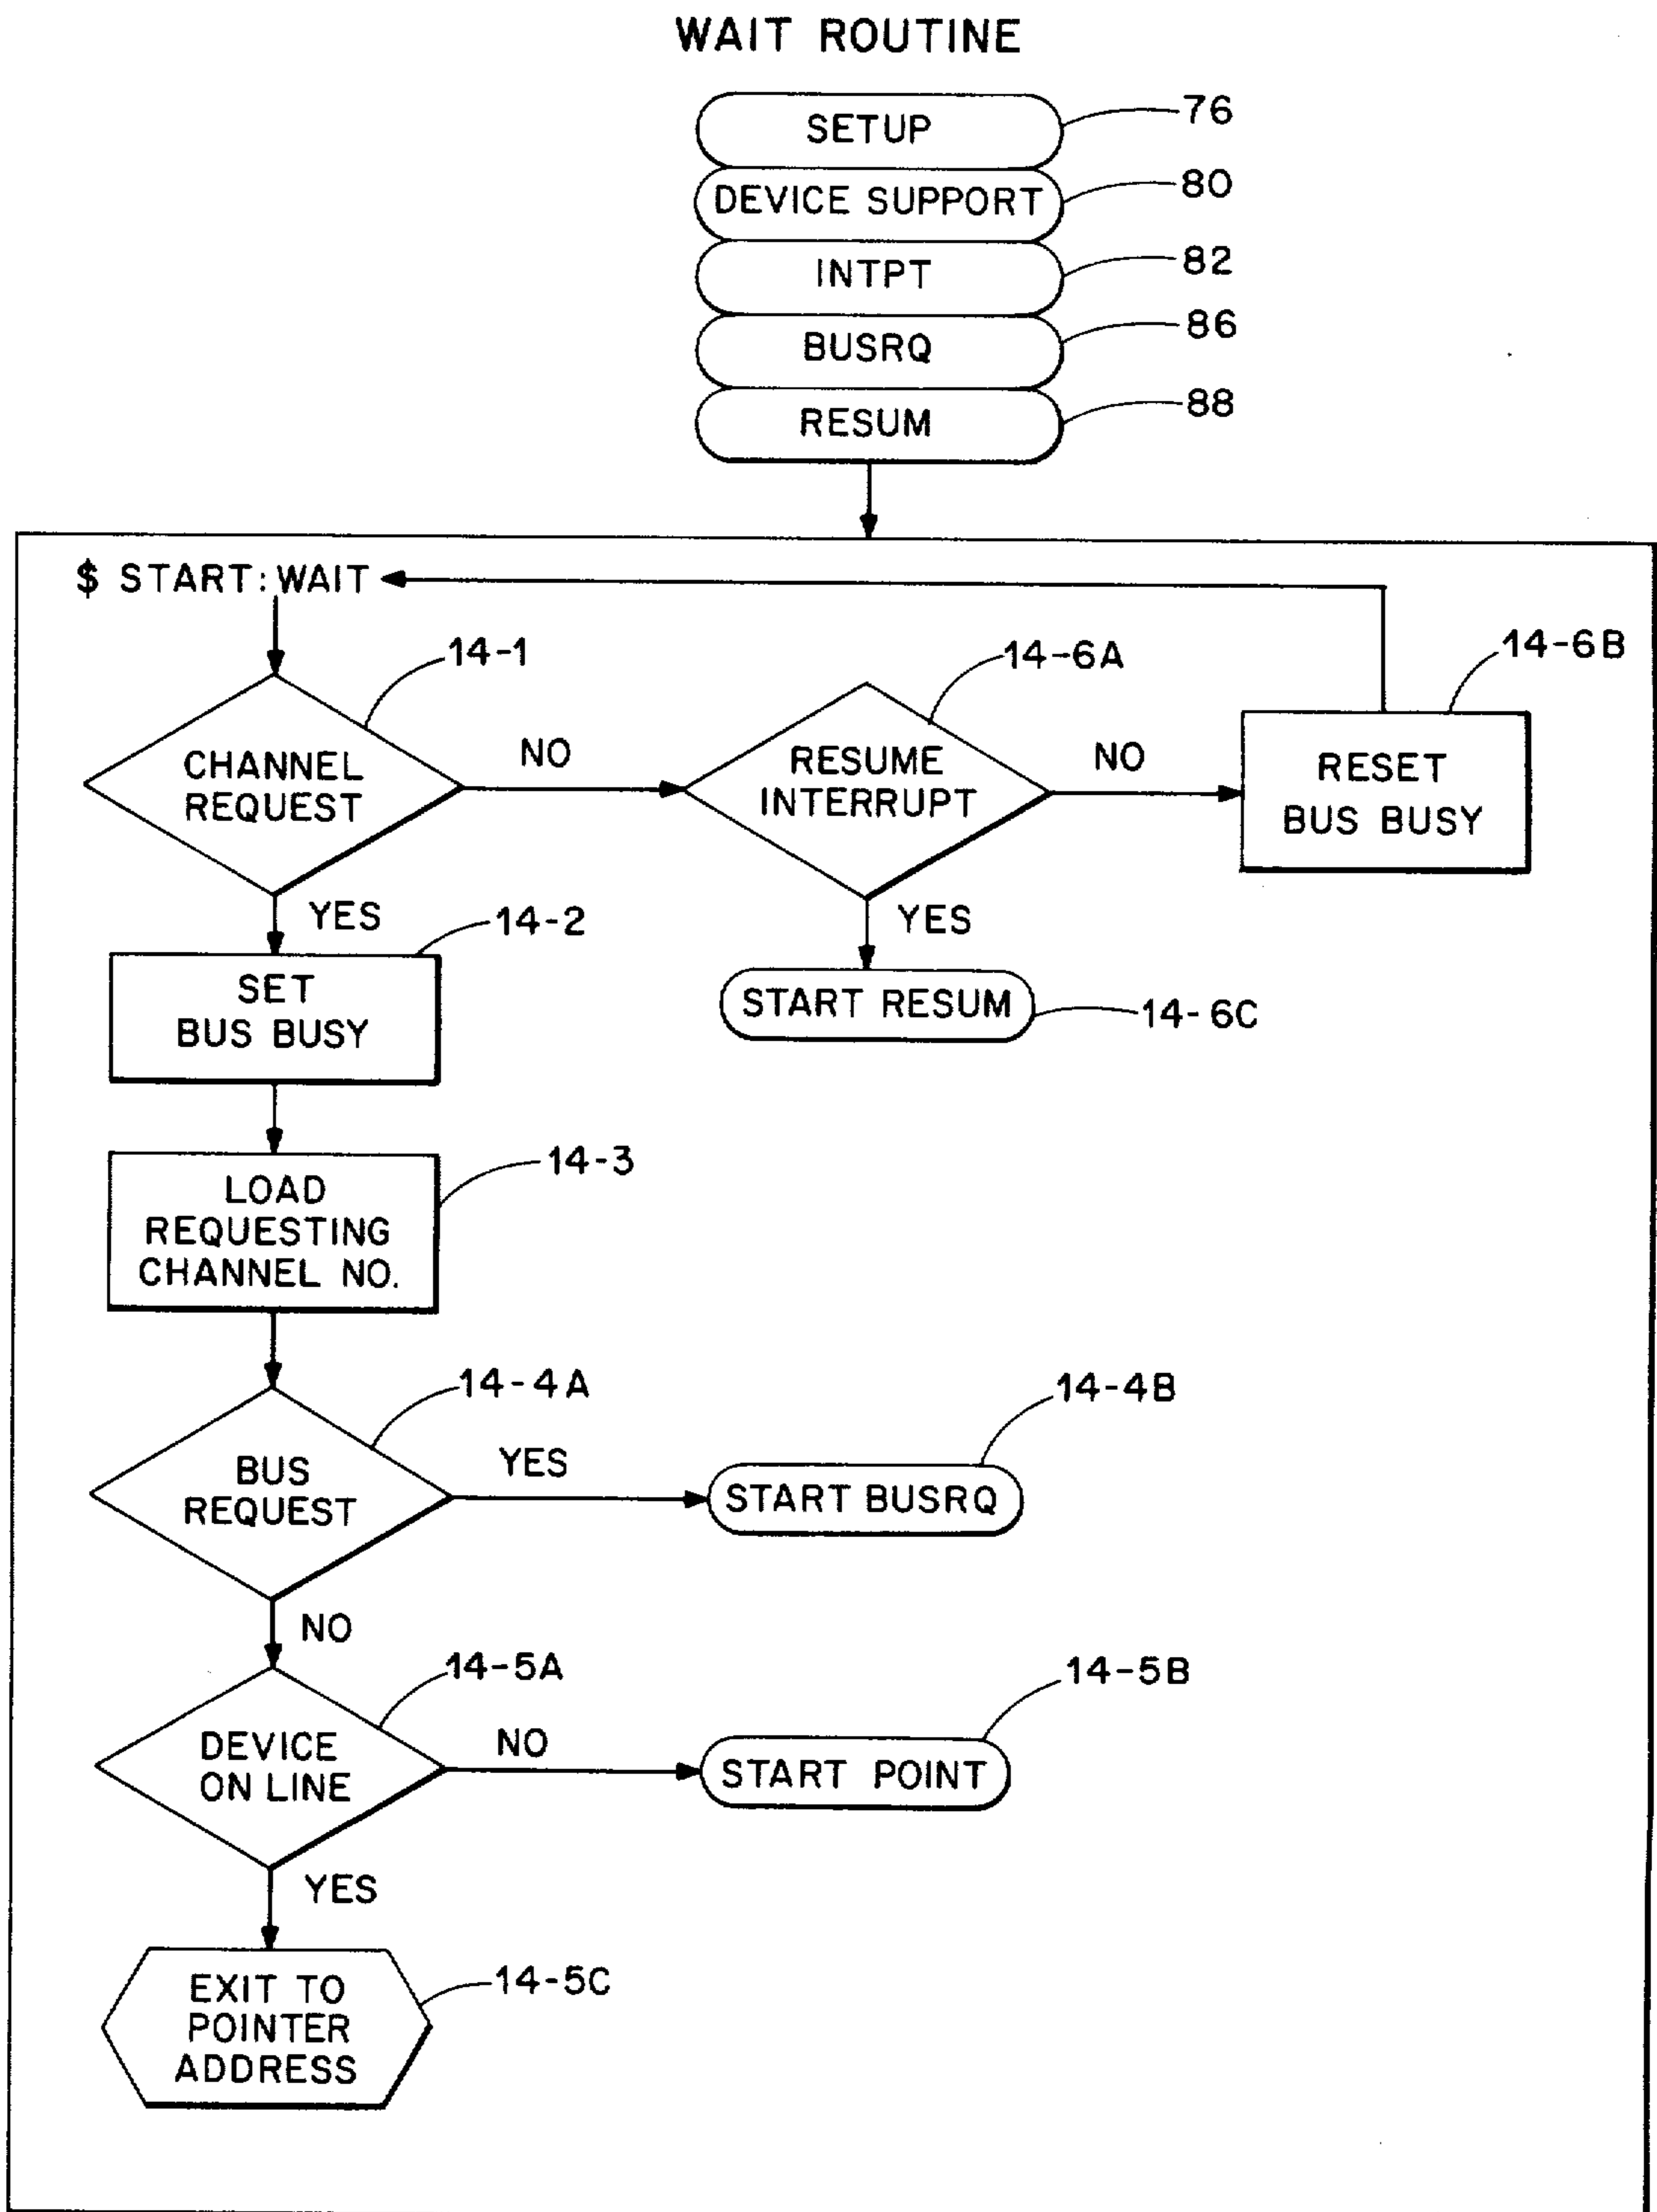 WAIT ROUTINE
SETUP
76
DEVICE SUPPORT
80
INTPT
82
BUSRQ
86
RESUM
88
$ START: WAIT
14-1
CHANNEL
REQUEST
NO
14-6A
RESUME
INTERRUPT
NO
14-6B
RESET
BUS BUSY
YES
14-2
SET
BUS BUSY
YES
START RESUM
14-6C
14-3
LOAD
REQUESTING
CHANNEL NO.
14-4A
BUS
REQUEST
YES
14-4B
START BUSRQ
NO
14-5A
DEVICE
ON LINE
NO
14-5B
START POINT
YES
14-5C
EXIT TO
POINTER
ADDRESS